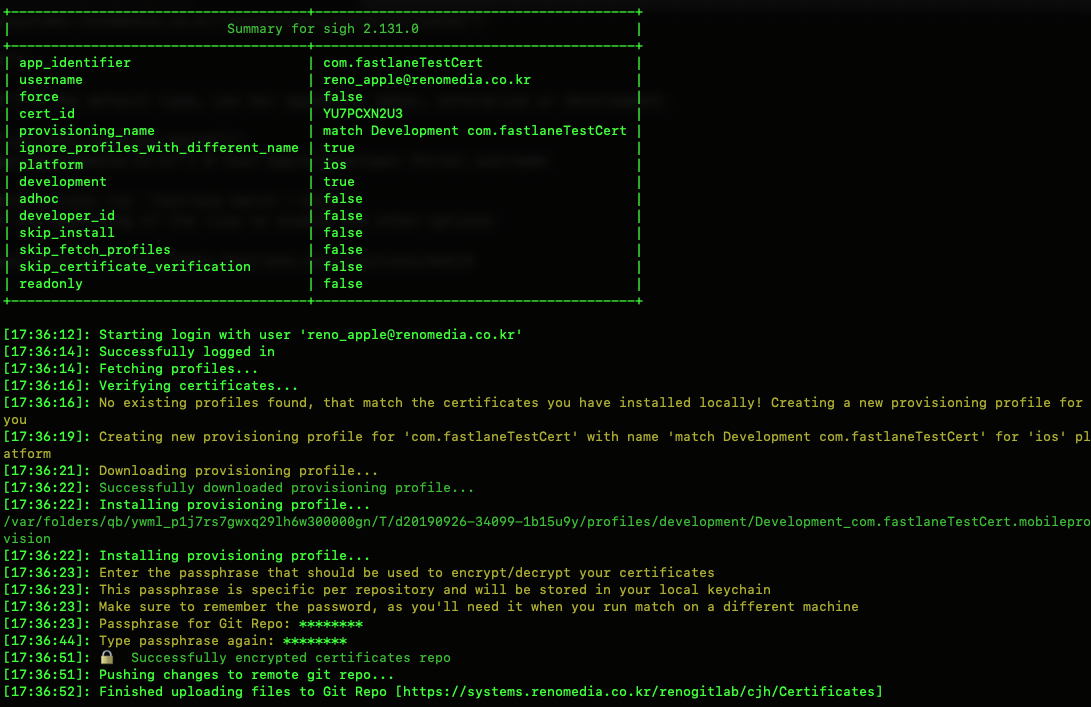 Summary for sigh 2.131.0
app_identifier | com.fastlaneTestCert
username | reno_apple@renomedia.co.kr
force | false
cert_id | YU7PCXN2U3
provisioning_name | match Development com.fastlaneTestCert
ignore_profiles_with_different_name | true
platform | ios
development | true
adhoc | false
developer_id | false
skip_install | false
skip_fetch_profiles | false
skip_certificate_verification | false
readonly | false
[17:36:12]: Starting login with user 'reno_apple@renomedia.co.kr'
[17:36:14]: Successfully logged in
[17:36:14]: Fetching profiles...
[17:36:16]: Verifying certificates...
[17:36:16]: No existing profiles found, that match the certificates you have installed locally! Creating a new provisioning profile for
you
[17:36:19]: Creating new provisioning profile for 'com.fastlaneTestCert' with name 'match Development com.fastlaneTestCert' for 'ios' pl
atform
[17:36:21]: Downloading provisioning profile...
[17:36:22]: Successfully downloaded provisioning profile...
[17:36:22]: Installing provisioning profile...
/var/folders/qb/ywml_p1j7rs7gwxq29lh6w300000gn/T/d20190926-34099-1b15u9y/profiles/development/Development_com.fastlaneTestCert.mobilepro
vision
[17:36:22]: Installing provisioning profile...
[17:36:23]: Enter the passphrase that should be used to encrypt/decrypt your certificates
[17:36:23]: This passphrase is specific per repository and will be stored in your local keychain
[17:36:23]: Make sure to remember the password, as you'll need it when you run match on a different machine
[17:36:23]: Passphrase for Git Repo: ********
[17:36:44]: Type passphrase again: ********
[17:36:51]: 🔒 Successfully encrypted certificates repo
[17:36:51]: Pushing changes to remote git repo...
[17:36:52]: Finished uploading files to Git Repo [https://systems.renomedia.co.kr/renogitlab/cjh/Certificates]